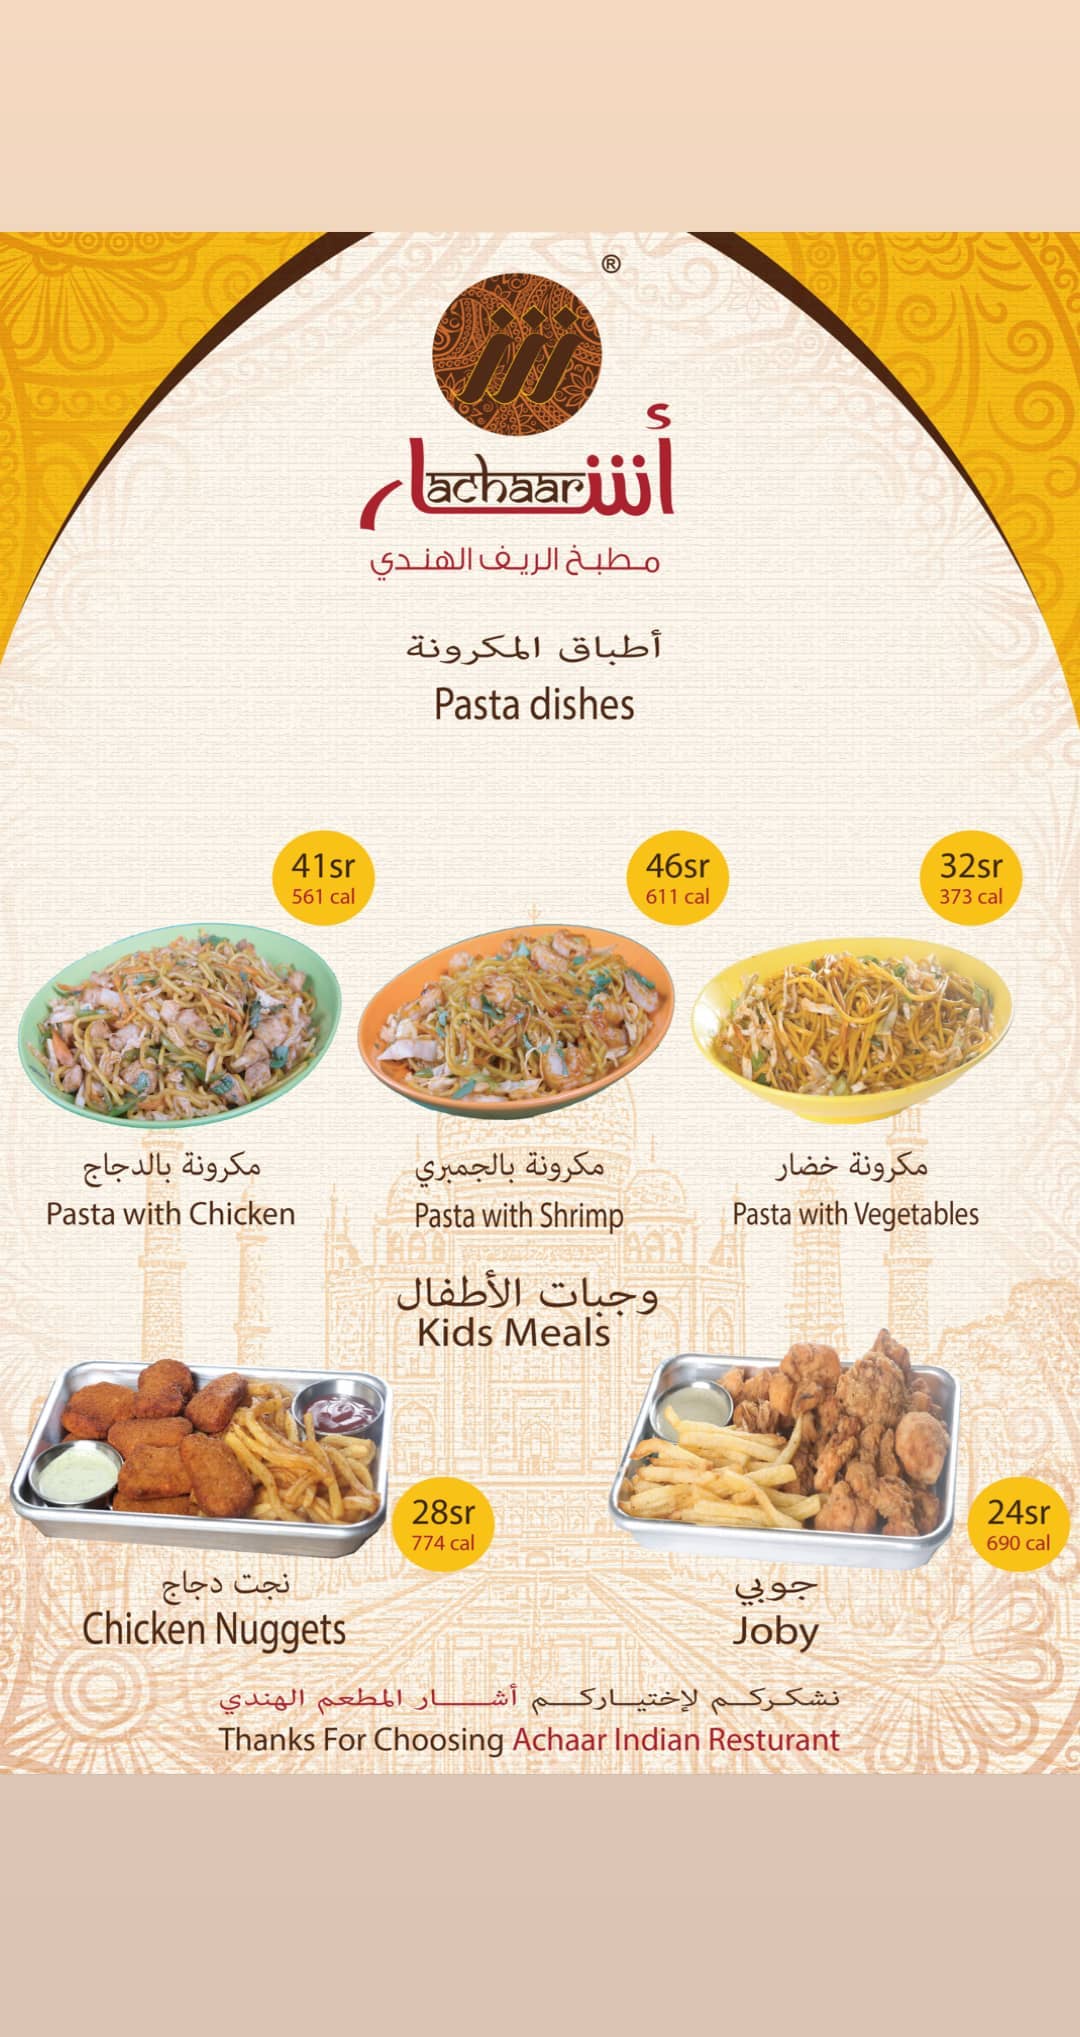 ®
أشار
achaar
مطبخ الريف الهندي
أطباق المكرونة
Pasta dishes
41sr
561 cal
46sr
611 cal
32sr
373 cal
مكرونة بالدجاج
Pasta with Chicken
مكرونة بالجمبري
Pasta with Shrimp
مكرونة خضار
Pasta with Vegetables
وجبات الأطفال
Kids Meals
28sr
774 cal
24sr
690 cal
نجت دجاج
Chicken Nuggets
جوبي
Joby
نشكركم لإختياركم أشار المطعم الهندي
Thanks For Choosing Achaar Indian Resturant